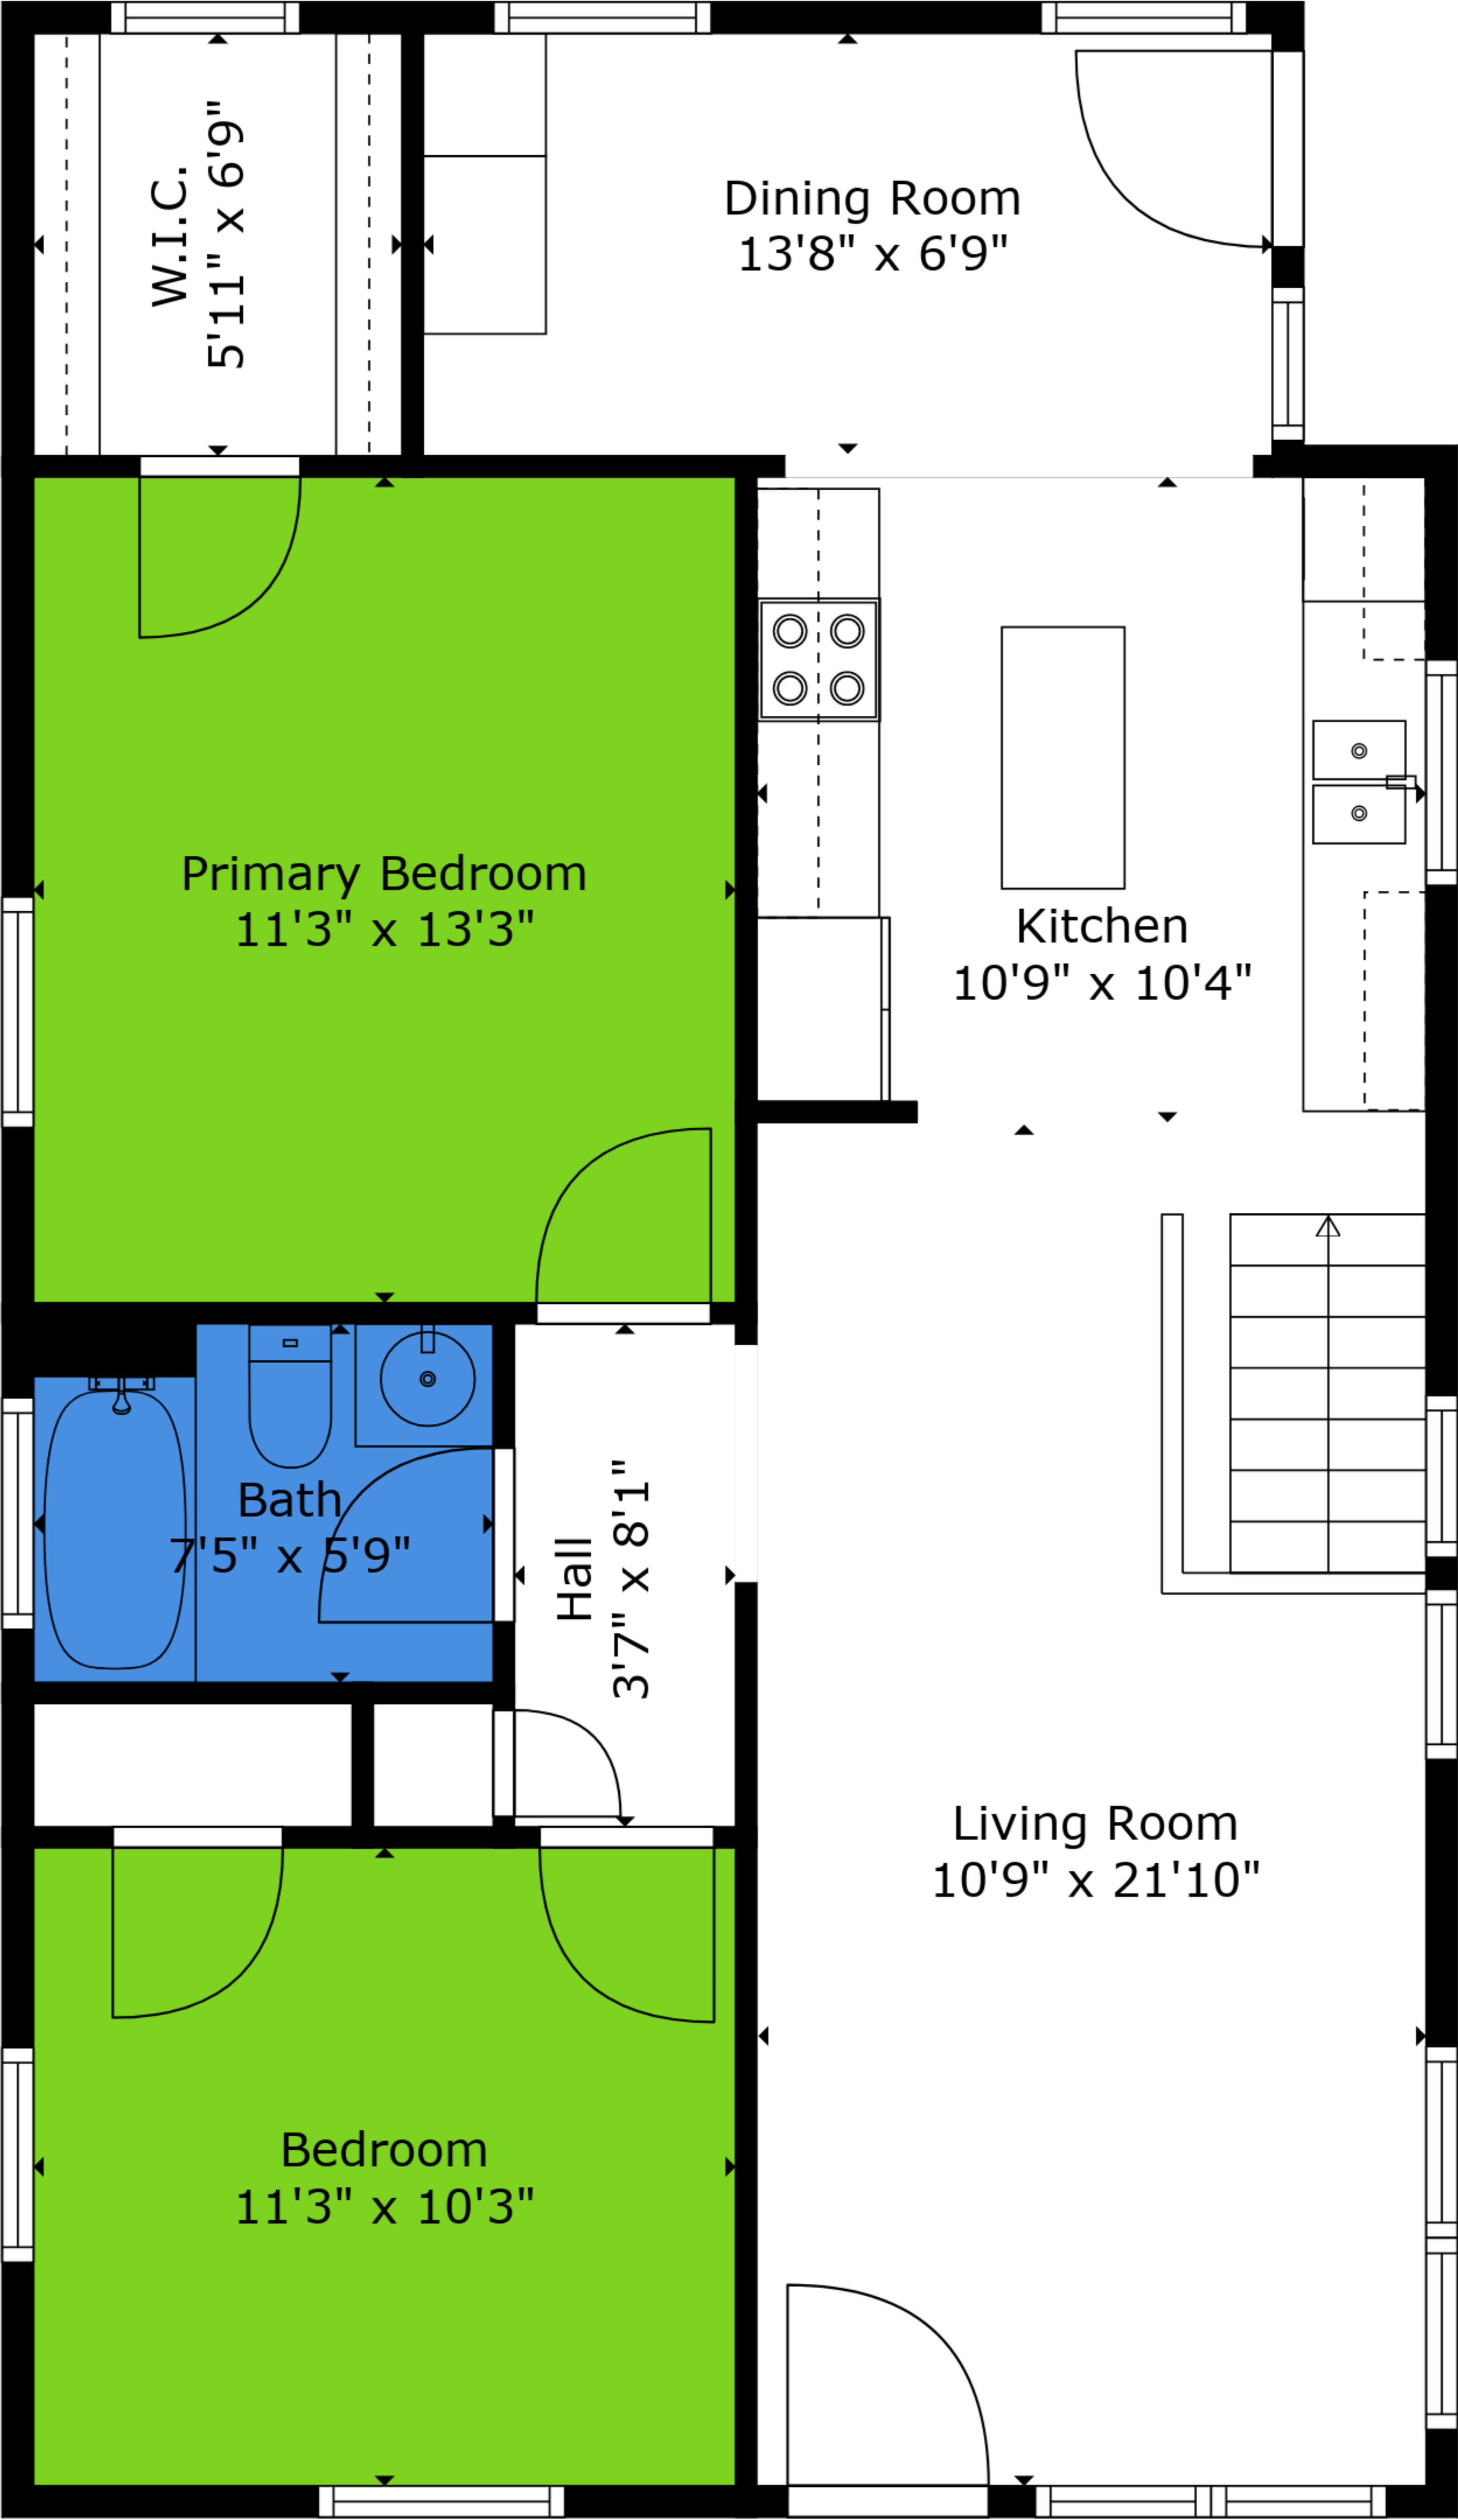 W.I.C.
5'11" x 6'9"
Dining Room
13'8" x 6'9"
Primary Bedroom
11'3" x 13'3"
Kitchen
10'9" x 10'4"
Bath
7'5" x 5'9"
Hall
3'7" x 8'1"
Living Room
10'9" x 21'10"
Bedroom
11'3" x 10'3"